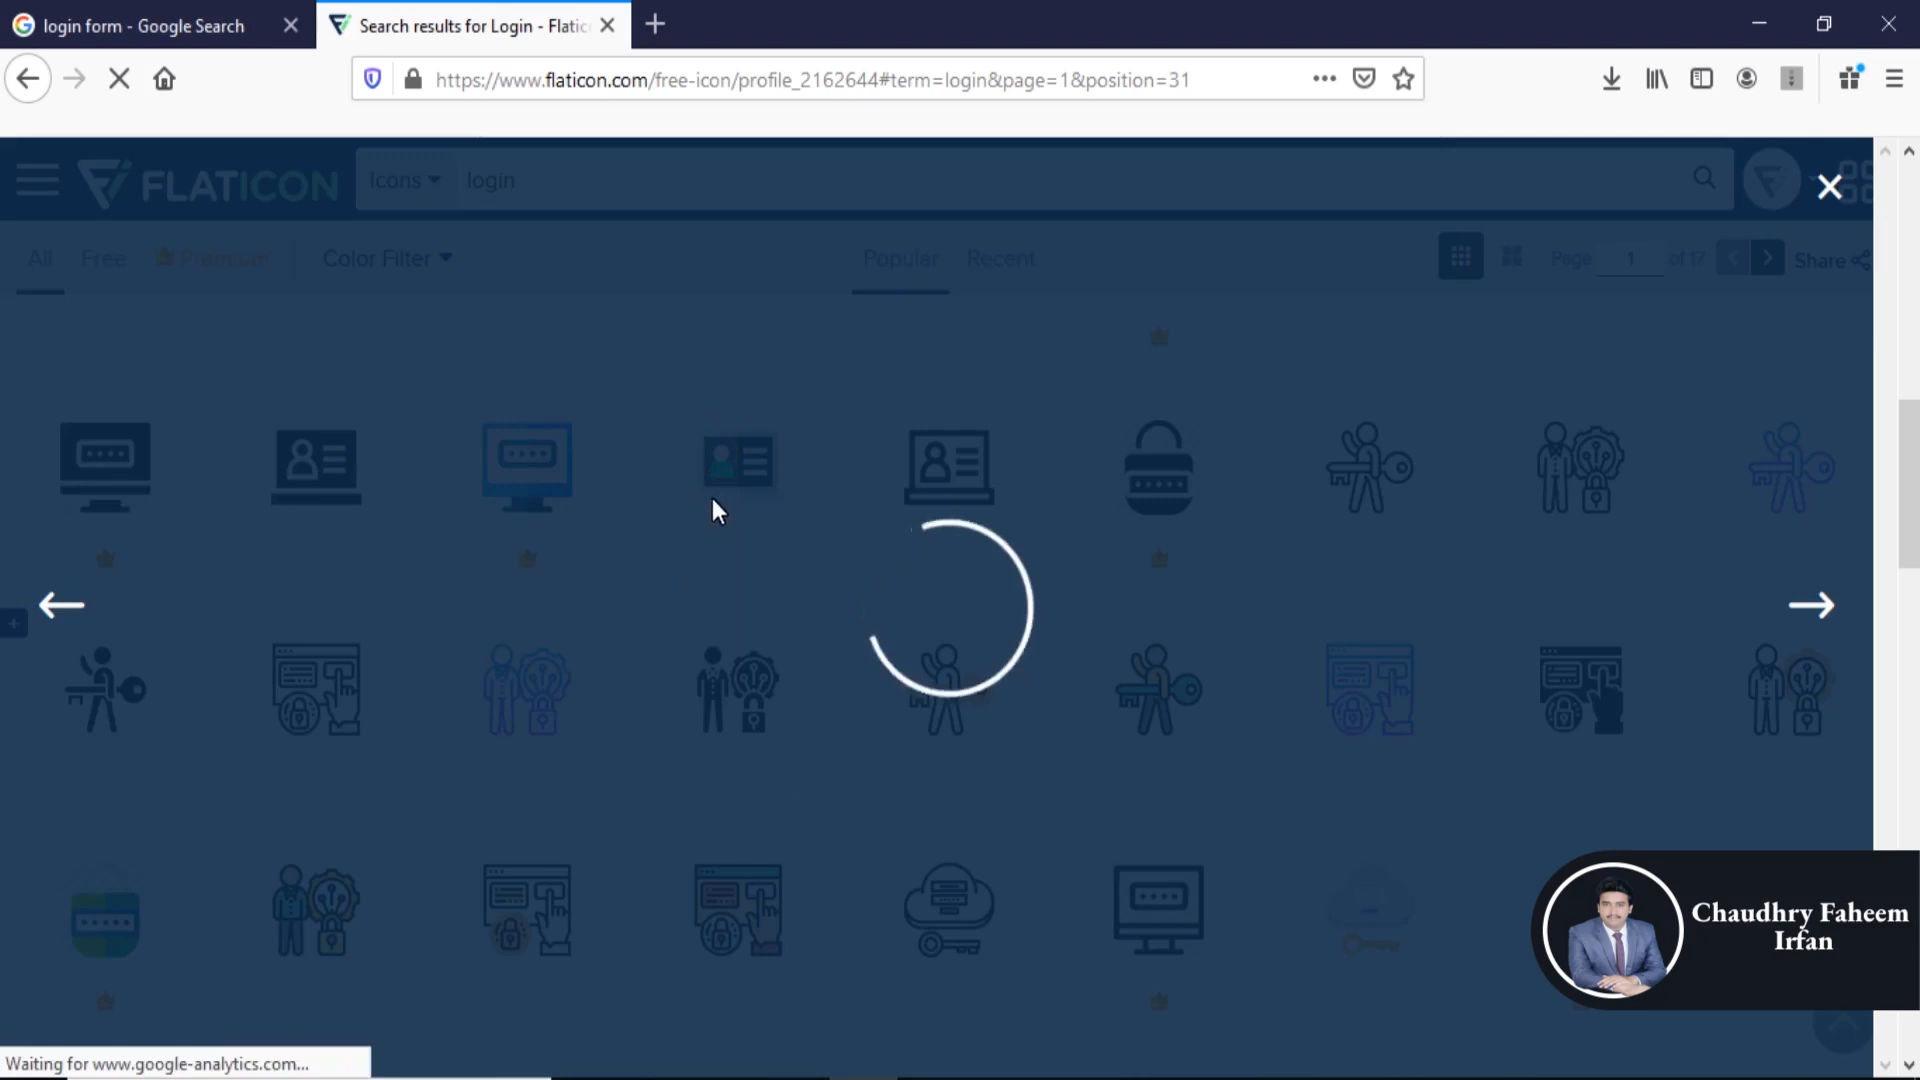 login form - Google Search
Search results for Login - Flatic
https://www.flaticon.com/free-icon/profile_2162644#term=login&page=1&position=31
FLATICON
Icons
login
All
Free
Premium
Color Filter
Popular
Recent
Page
1
of 17
Share
Chaudhry Faheem
Irfan
Waiting for www.google-analytics.com...